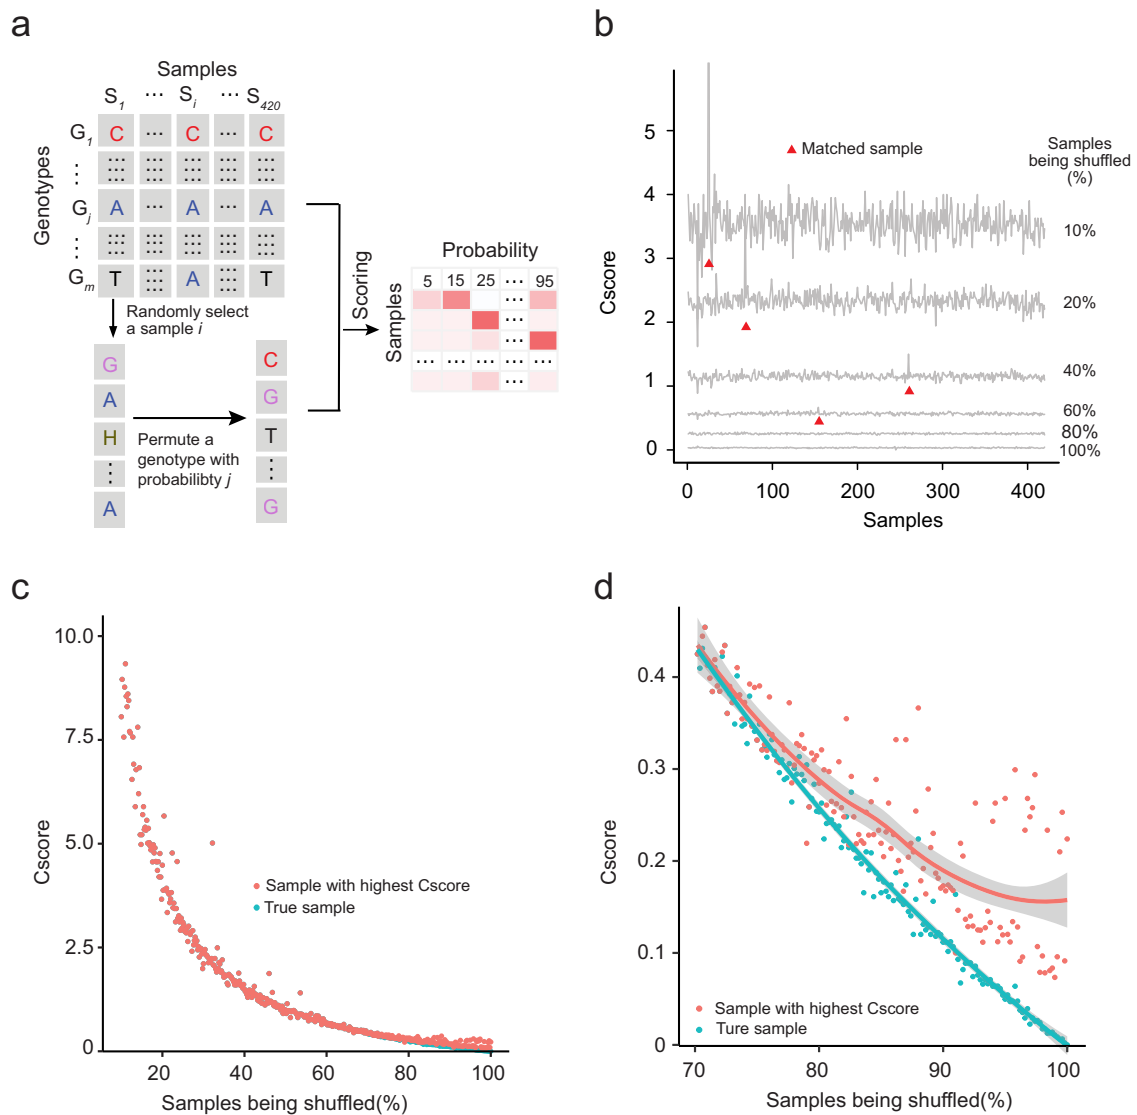 a
Samples
S1 ... Si ... S420
Genotypes
G1 C ... C ... C
Gj A ... A ... A
Gm T A T
Randomly select
a sample i
G
A
H
A
Permute a
genotype with
probabilibty j
C
G
T
G
Scoring
Probability
5 15 25 ... 95
Samples
b
Cscore
5
4
3
2
1
0
Matched sample
Samples
being shuffled
(%)
10%
20%
40%
60%
80%
100%
0 100 200 300 400
Samples
c
Cscore
10.0
7.5
5.0
2.5
0
Sample with highest Cscore
True sample
20 40 60 80 100
Samples being shuffled(%)
d
Cscore
0.4
0.3
0.2
0.1
0
Sample with highest Cscore
Ture sample
70 80 90 100
Samples being shuffled(%)